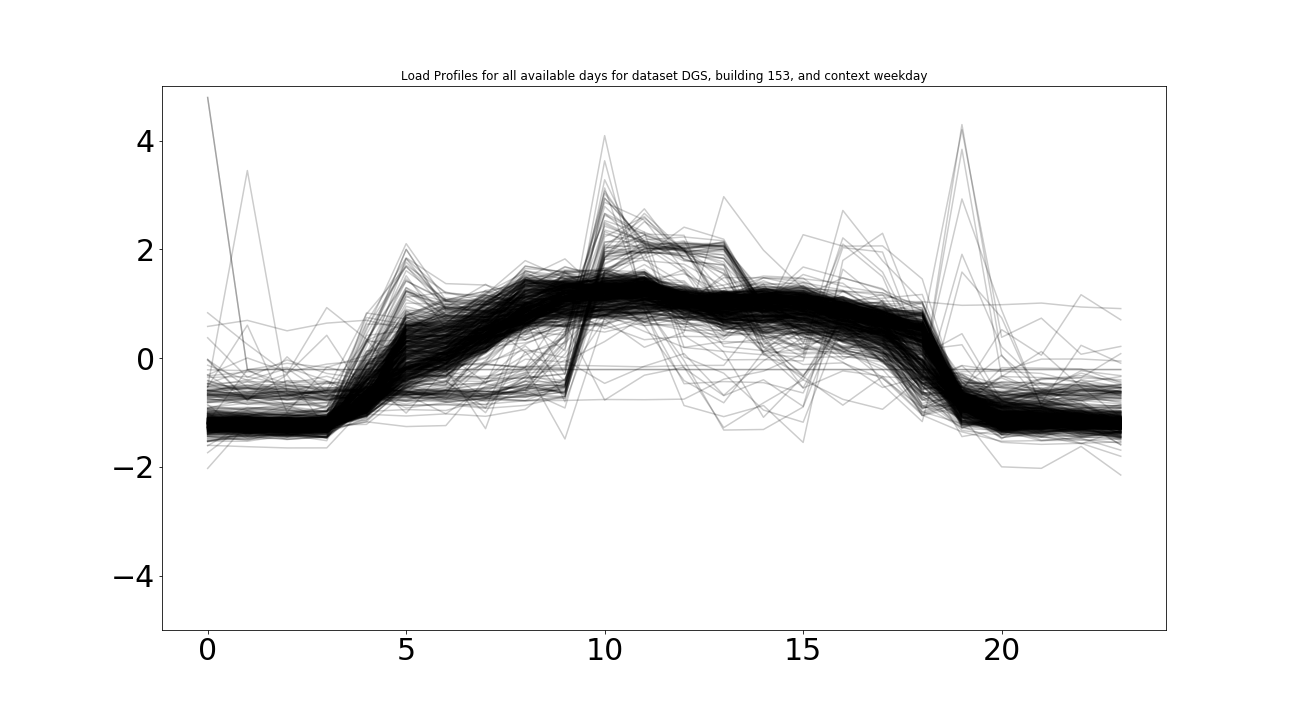 Load Profiles for all available days for dataset DGS, building 153, and context weekday
4
2
0
−2
−4
0 5 10 15 20